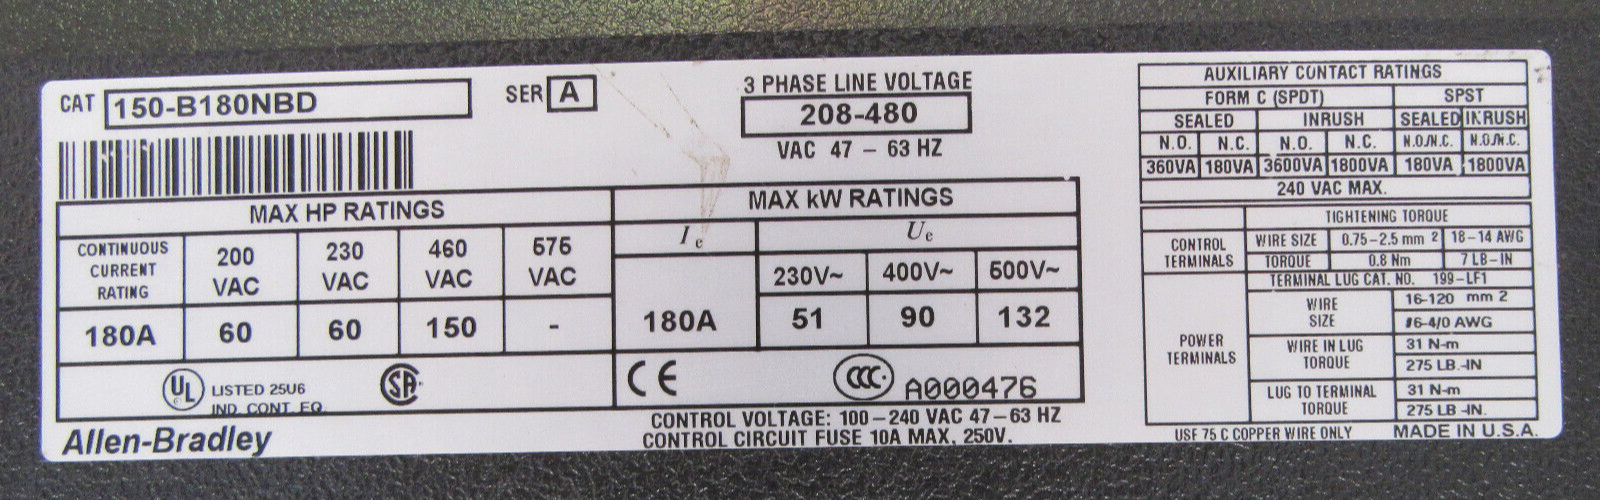 CAT 150-B180NBD
SER A
3 PHASE LINE VOLTAGE
208-480
VAC 47 – 63 HZ
MAX HP RATINGS
CONTINUOUS CURRENT RATING
200 VAC
230 VAC
460 VAC
575 VAC
180A 60 60 150 -
MAX kW RATINGS
Ie
Ue
230V~ 400V~ 500V~
180A 51 90 132
UL LISTED 25U6
IND. CONT. EQ.
SA
CE
CCC A000476
Allen-Bradley
CONTROL VOLTAGE: 100–240 VAC 47–63 HZ
CONTROL CIRCUIT FUSE 10A MAX, 250V.
AUXILIARY CONTACT RATINGS
FORM C (SPDT) SPST
SEALED INRUSH SEALED INRUSH
N.O. N.C. N.O. N.C. N.O./N.C. N.O./N.C.
360VA 180VA 3600VA 1800VA 180VA 1800VA
240 VAC MAX.
TIGHTENING TORQUE
CONTROL TERMINALS
WIRE SIZE 0.75–2.5 mm 2 18–14 AWG
TORQUE 0.8 Nm 7 LB–IN
POWER TERMINALS
TERMINAL LUG CAT. NO. 199–LF1
WIRE SIZE
16-120 mm 2
#6-4/0 AWG
WIRE IN LUG TORQUE
31 N-m
275 LB.-IN
LUG TO TERMINAL TORQUE
31 N-m
275 LB -IN.
USE 75 C COPPER WIRE ONLY
MADE IN U.S.A.